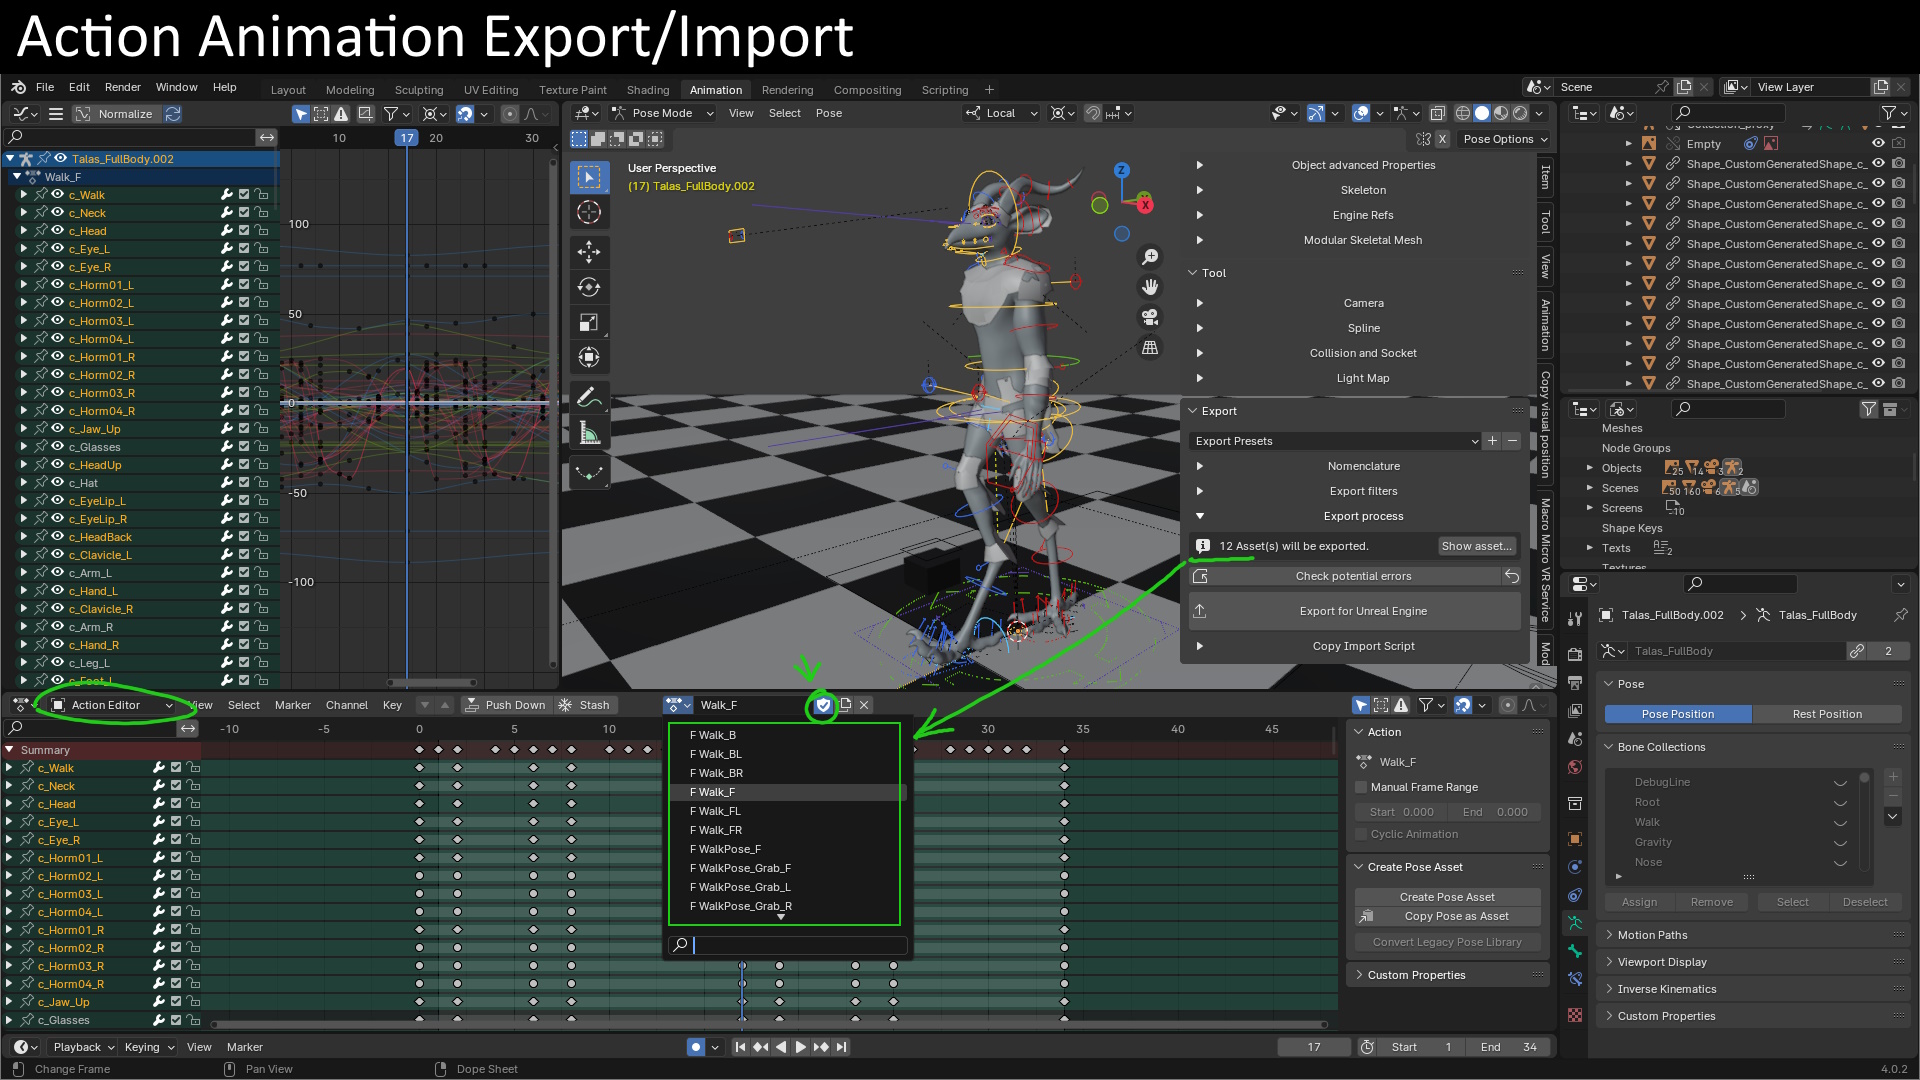 Action Animation Export/Import
File Edit Render Window Help Layout Modeling Sculpting UV Editing Texture Paint Shading Animation Rendering Compositing Scripting + Scene View Layer
Normalize Pose Mode View Select Pose Local
10 17 20 30 X Pose Options
Talas_FullBody.002
Walk_F
c_Walk
c_Neck
c_Head
c_Eye_L
c_Eye_R
c_Horm01_L
c_Horm02_L
c_Horm03_L
c_Horm04_L
c_Horm01_R
c_Horm02_R
c_Horm03_R
c_Horm04_R
c_Jaw_Up
c_Glasses
c_HeadUp
c_Hat
c_EyeLip_L
c_EyeLip_R
c_HeadBack
c_Clavicle_L
c_Arm_L
c_Hand_L
c_Clavicle_R
c_Arm_R
c_Hand_R
c_Leg_L
c_Foot_L
100
50
0
-50
-100
User Perspective
(17) Talas_FullBody.002
Z
X
Object advanced Properties
Skeleton
Engine Refs
Modular Skeletal Mesh
Tool
Camera
Spline
Collision and Socket
Light Map
Export
Export Presets
Nomenclature
Export filters
Export process
12 Asset(s) will be exported. Show asset...
Check potential errors
Export for Unreal Engine
Copy Import Script
Item
Tool
View
Animation
Copy visual position
Macro Micro VR Service
Mod
Empty
Shape_CustomGeneratedShape_c_
Shape_CustomGeneratedShape_c_
Shape_CustomGeneratedShape_c_
Shape_CustomGeneratedShape_c_
Shape_CustomGeneratedShape_c_
Shape_CustomGeneratedShape_c_
Shape_CustomGeneratedShape_c_
Shape_CustomGeneratedShape_c_
Shape_CustomGeneratedShape_c_
Shape_CustomGeneratedShape_c_
Shape_CustomGeneratedShape_c_
Shape_CustomGeneratedShape_c_
Meshes
Node Groups
Objects 25 14 3 2
Scenes 50 160 6 5
Screens 10
Shape Keys
Texts 2
Textures
Talas_FullBody.002 Talas_FullBody
Talas_FullBody 2
Pose
Pose Position Rest Position
Bone Collections
DebugLine
Root
Walk
Gravity
Nose
Assign Remove Select Deselect
Motion Paths
Viewport Display
Inverse Kinematics
Custom Properties
Action Editor View Select Marker Channel Key Push Down Stash Walk_F
-10 -5 0 5 10 30 35 40 45
Summary
c_Walk
c_Neck
c_Head
c_Eye_L
c_Eye_R
c_Horm01_L
c_Horm02_L
c_Horm03_L
c_Horm04_L
c_Horm01_R
c_Horm02_R
c_Horm03_R
c_Horm04_R
c_Jaw_Up
c_Glasses
F Walk_B
F Walk_BL
F Walk_BR
F Walk_F
F Walk_FL
F Walk_FR
F WalkPose_F
F WalkPose_Grab_F
F WalkPose_Grab_L
F WalkPose_Grab_R
Action
Walk_F
Manual Frame Range
Start 0.000 End 0.000
Cyclic Animation
Create Pose Asset
Create Pose Asset
Copy Pose as Asset
Convert Legacy Pose Library
Custom Properties
Playback Keying View Marker 17 Start 1 End 34
Change Frame Pan View Dope Sheet 4.0.2